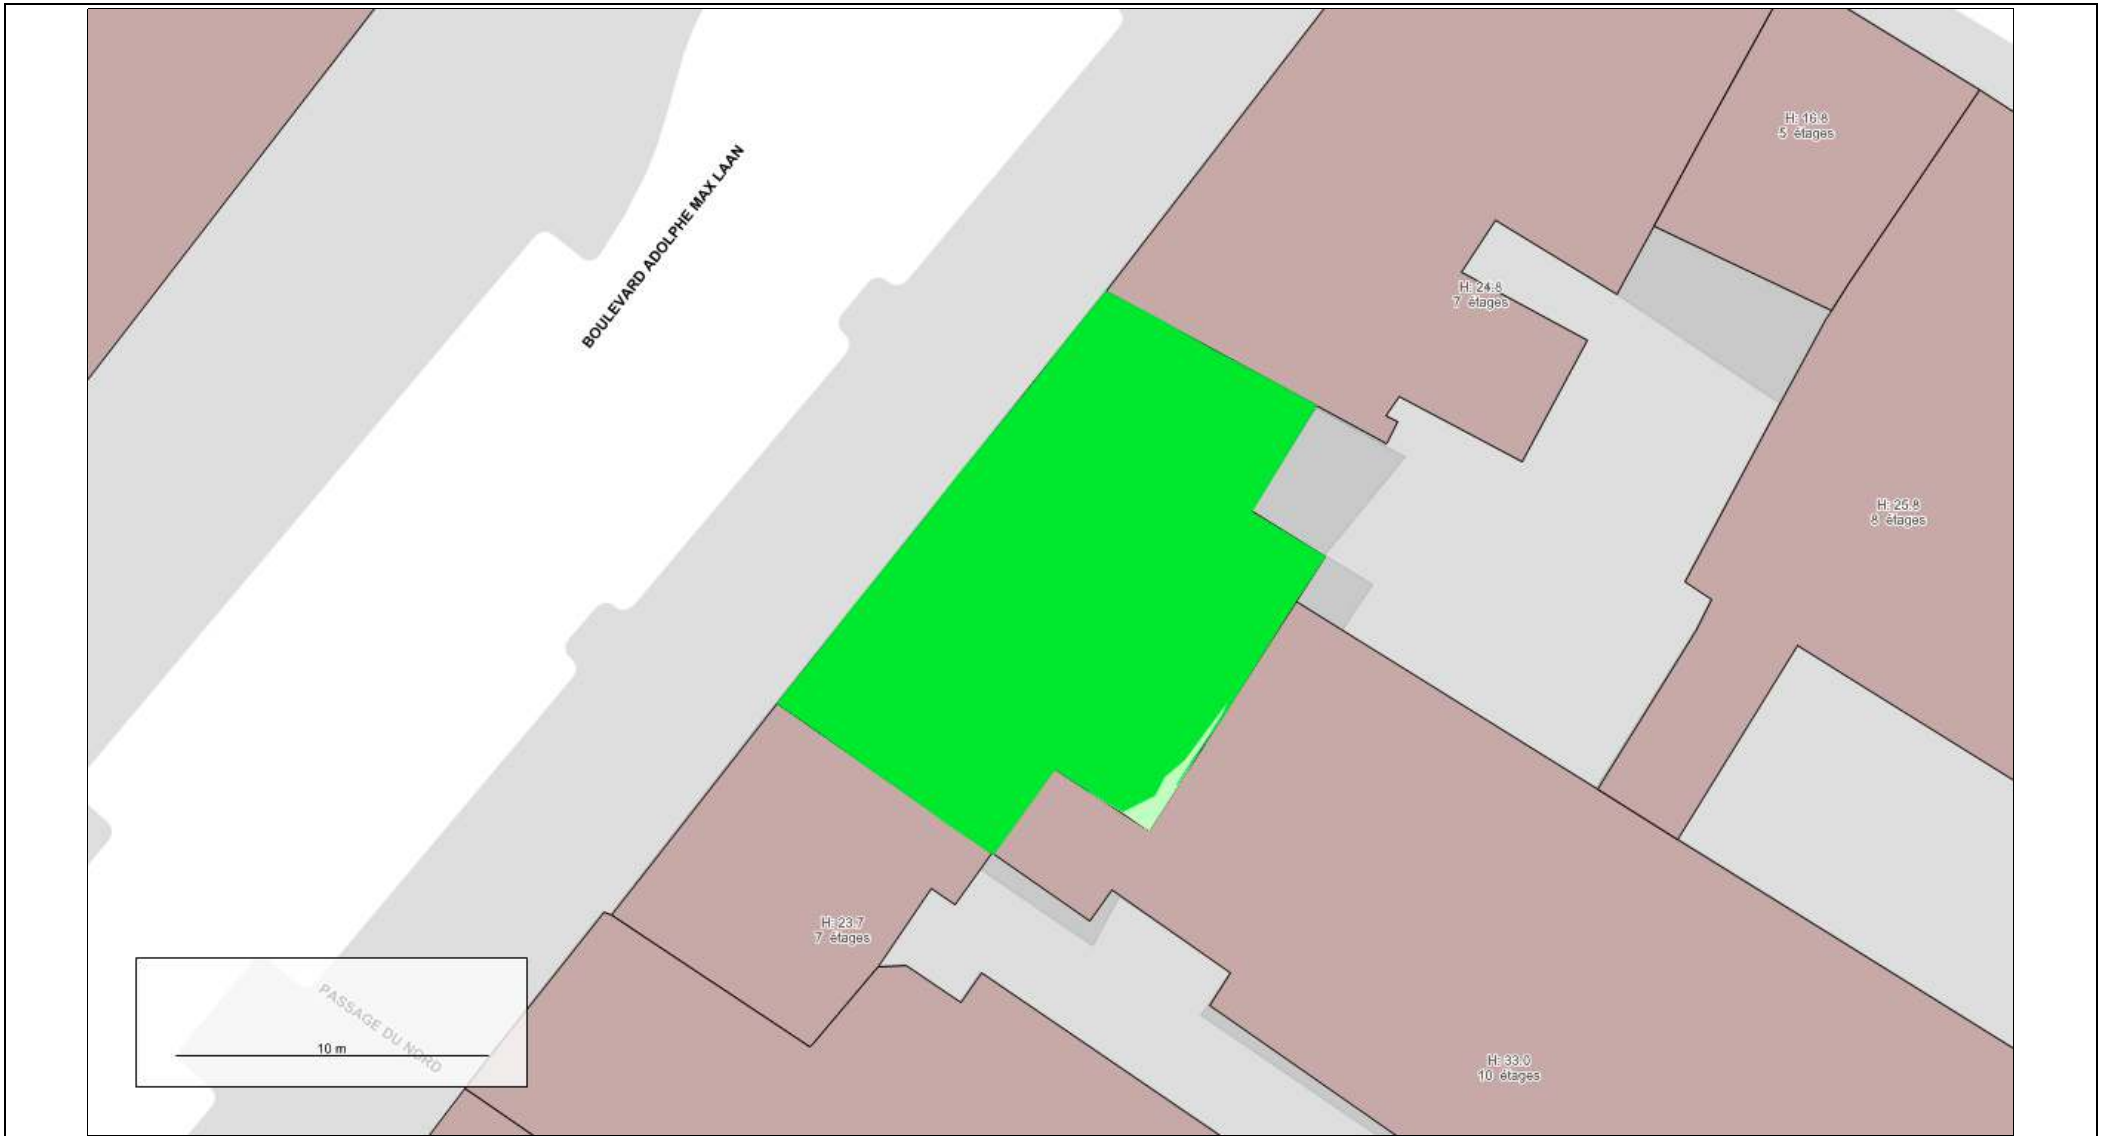 H: 16.8
5 étages
BOULEVARD ADOLPHE MAX LAAN
H: 24.8
7 étages
H: 25.8
8 étages
H: 23.7
7 étages
PASSAGE DU NORD
10 m
H: 33.0
10 étages